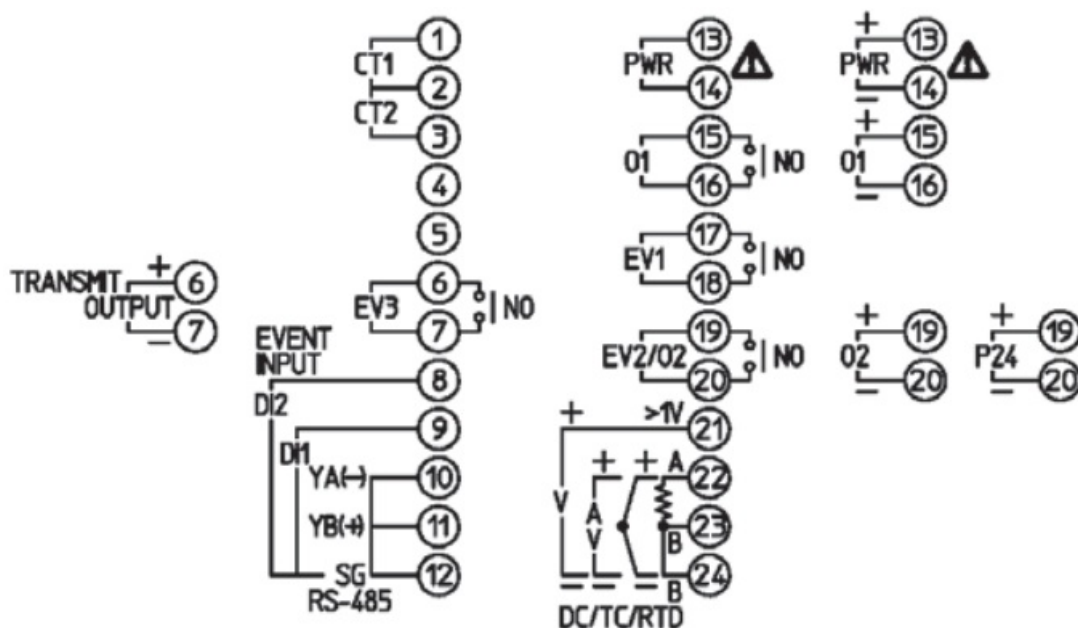 1
CT1
2
CT2
3
4
5
TRANSMIT
OUTPUT
+
6
7
−
6
EV3
7
NO
EVENT
INPUT
8
DI2
9
DI1
YA(−)
10
YB(+)
11
SG
12
RS-485
13
PWR
14
15
O1
16
NO
17
EV1
18
NO
19
EV2/O2
20
NO
+
>1V
21
V
+
A
V
−
+
A
22
B
23
B
24
−
−
DC/TC/RTD
+
13
PWR
14
−
+
15
O1
16
−
+
19
O2
20
−
+
19
P24
20
−